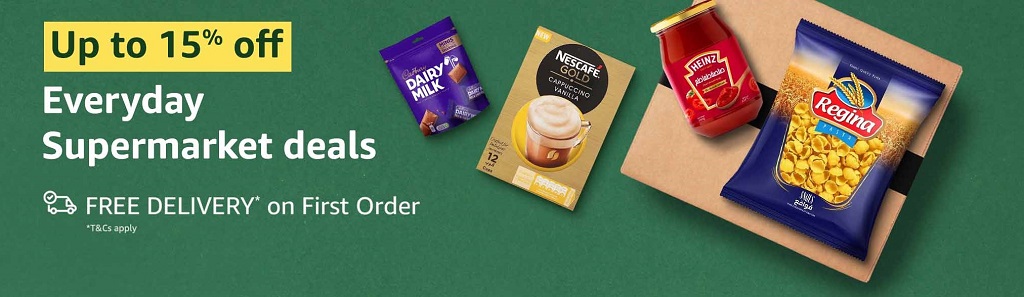 Up to 15% off
Everyday
Supermarket deals
FREE DELIVERY* on First Order
*T&Cs apply
Cadbury
DAIRY
MILK
NESCAFÉ
GOLD
CAPPUCCINO
VANILLA
12
HEINZ
Regina
PASTA